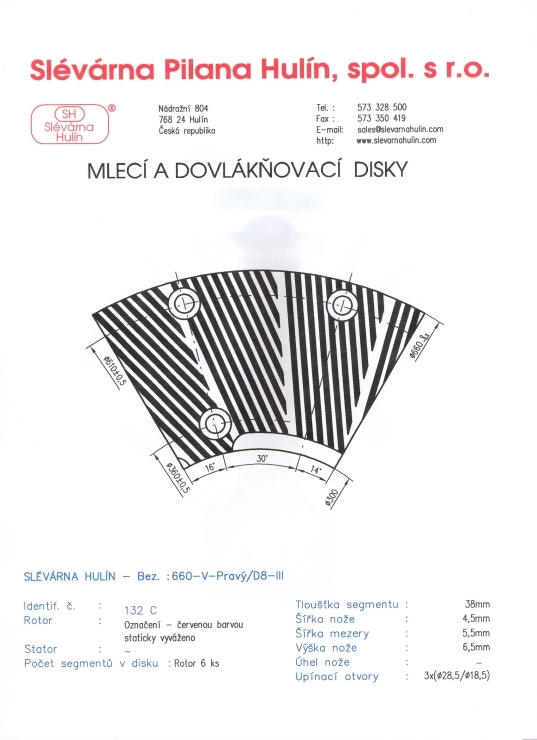 Slévárna Pilana Hulín, spol. s r.o.
SH
Slévárna
Hulín
®
Nádražní 804
768 24 Hulín
Česká republika
Tel. : 573 328 500
Fax : 573 350 419
E-mail: sales@slevarnahulin.com
http: www.slevarnahulin.com
MLECÍ A DOVLÁKŇOVACÍ DISKY
ø610±0,5
ø660
ø360±0,5
16°
30°
14°
ø300
SLÉVÁRNA HULÍN – Bez. :660-V-Pravý/D8-III
Identif. č. : 132 C
Rotor : Označení – červenou barvou
staticky vyváženo
Stator : –
Počet segmentů v disku : Rotor 6 ks
Tloušťka segmentu : 38mm
Šířka nože : 4,5mm
Šířka mezery : 5,5mm
Výška nože : 6,5mm
Úhel nože : –
Upínací otvory : 3x(ø28,5/ø18,5)